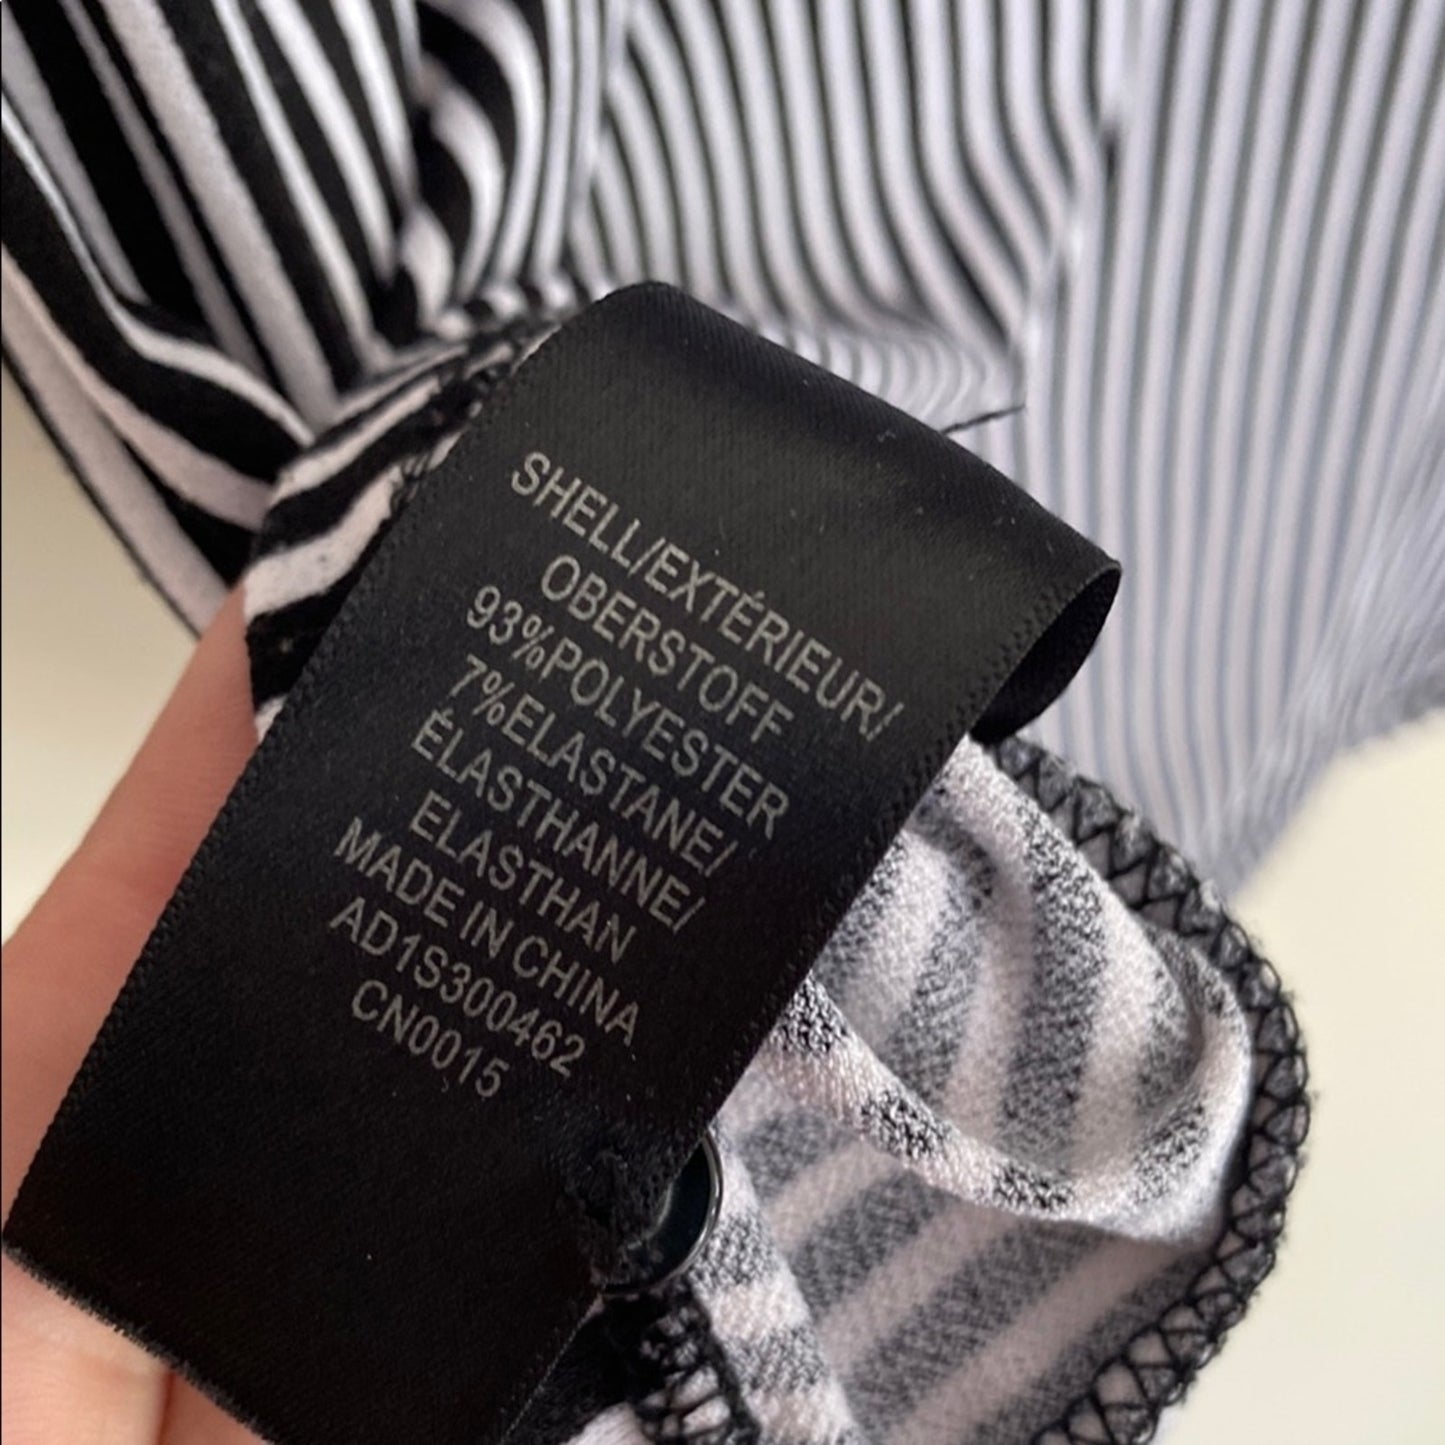 SHELL/EXTÉRIEUR/
OBERSTOFF
93%POLYESTER
7%ELASTANE/
ÉLASTHANNE/
ELASTHAN
MADE IN CHINA
AD1S300462
CN0015